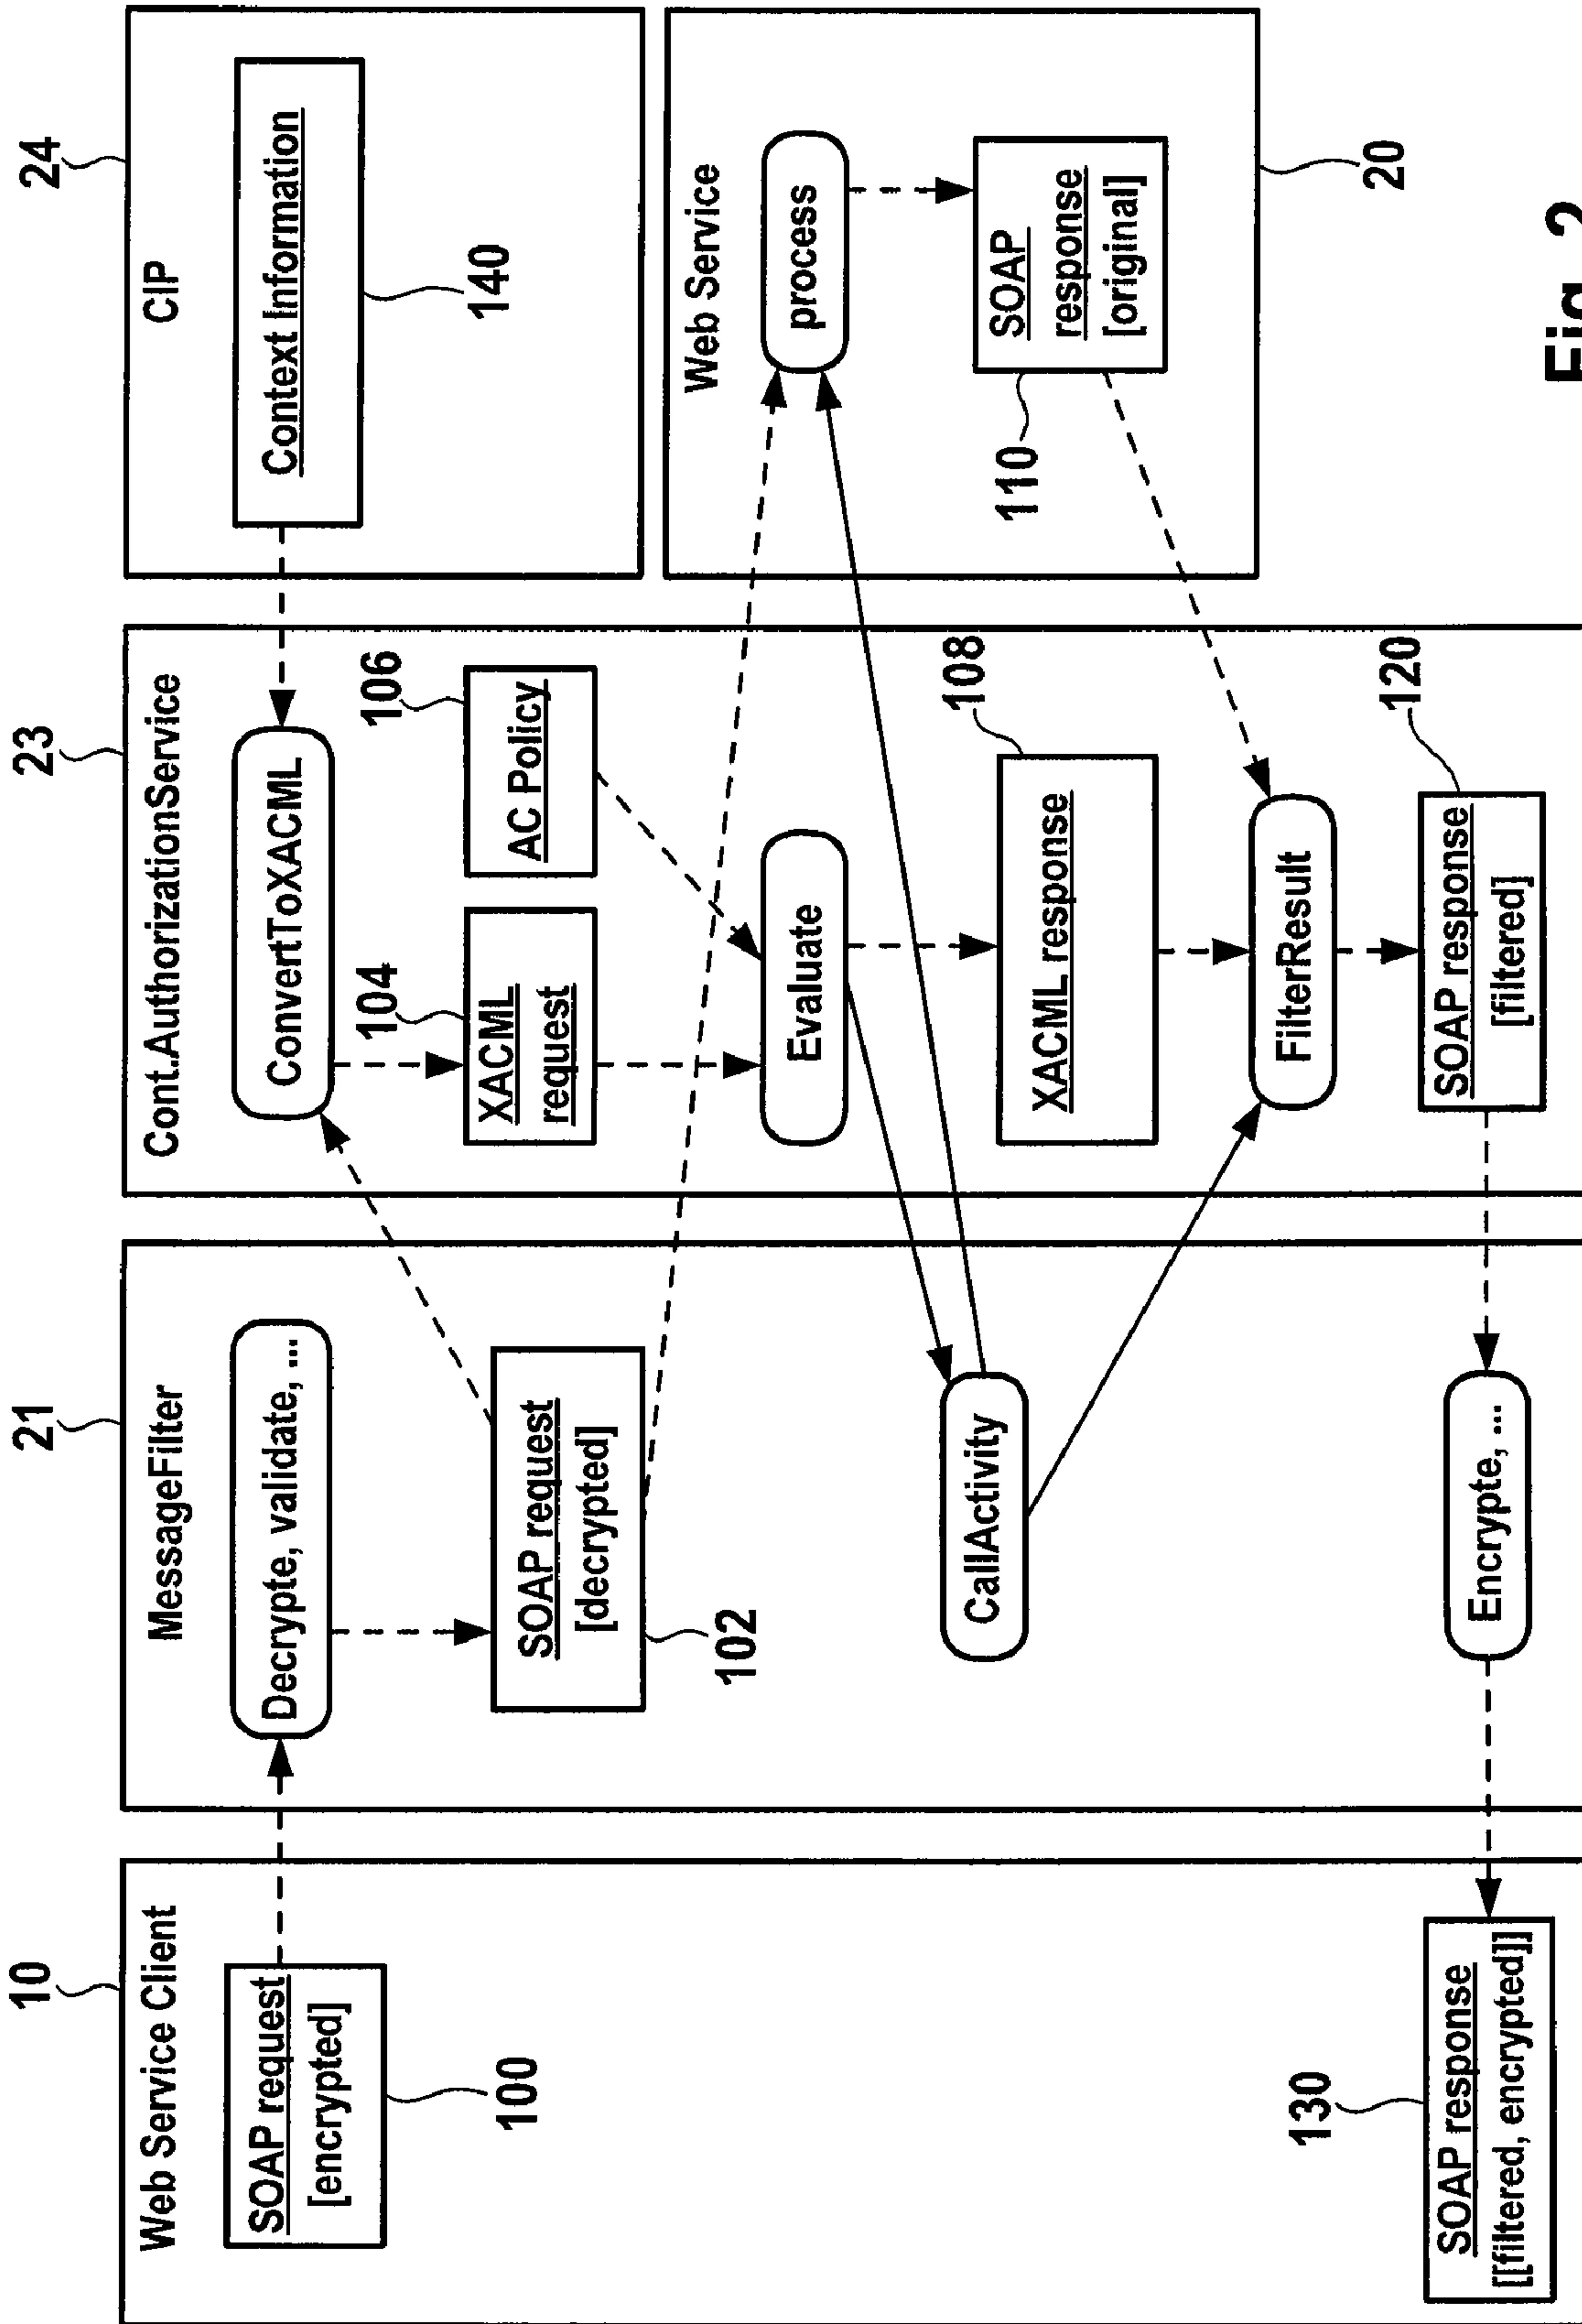 10
Web Service Client
SOAP request
[encrypted]
100
130
SOAP response
[[filtered, encrypted]]
21
MessageFilter
Decrypte, validate, ...
SOAP request
[decrypted]
102
CallActivity
Encrypte, ...
23
Cont.AuthorizationService
ConvertToXACML
104
XACML
request
106
AC Policy
Evaluate
108
XACML response
FilterResult
120
SOAP response
[filtered]
24
CIP
Context Information
140
Web Service
process
SOAP
response
[original]
110
20
Fig. 2